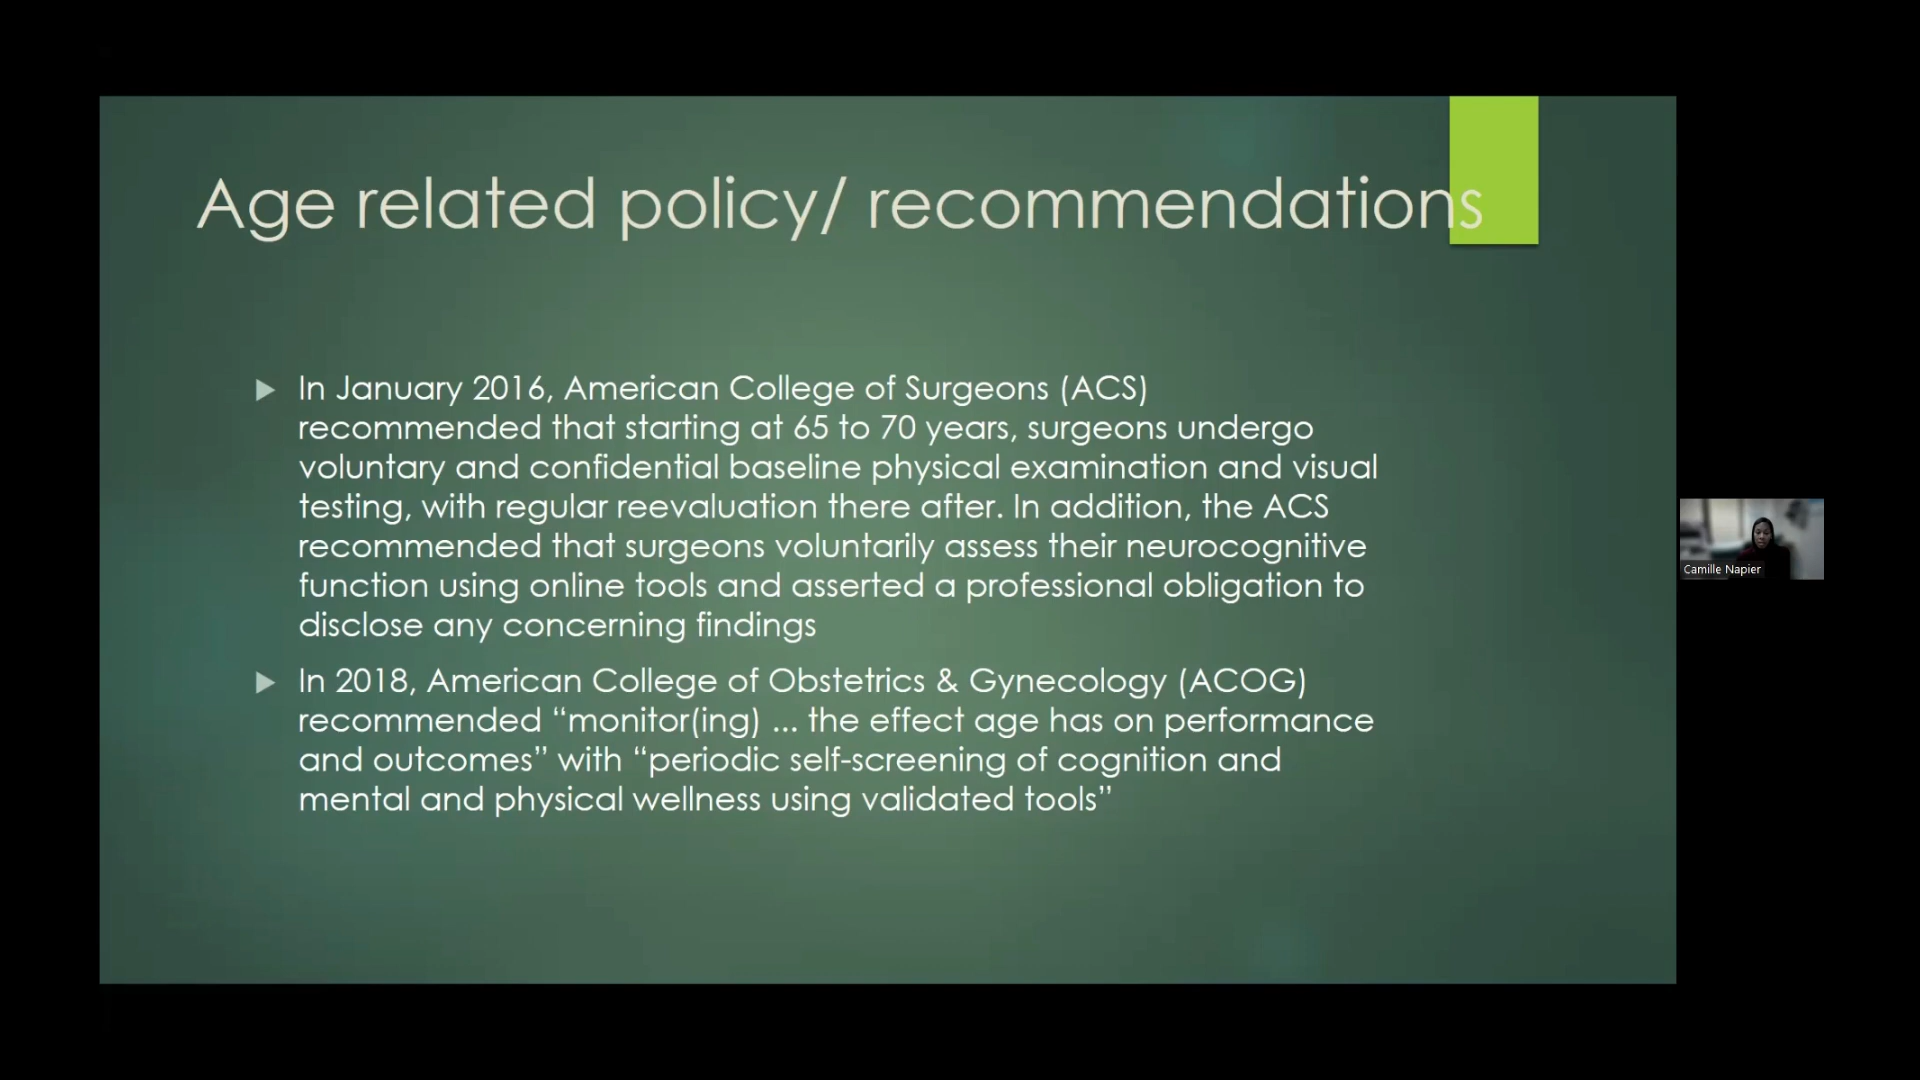 Age related policy/ recommendations
In January 2016, American College of Surgeons (ACS)
recommended that starting at 65 to 70 years, surgeons undergo
voluntary and confidential baseline physical examination and visual
testing, with regular reevaluation there after. In addition, the ACS
recommended that surgeons voluntarily assess their neurocognitive
function using online tools and asserted a professional obligation to
disclose any concerning findings
In 2018, American College of Obstetrics & Gynecology (ACOG)
recommended “monitor(ing) ... the effect age has on performance
and outcomes” with “periodic self-screening of cognition and
mental and physical wellness using validated tools”
Camille Napier